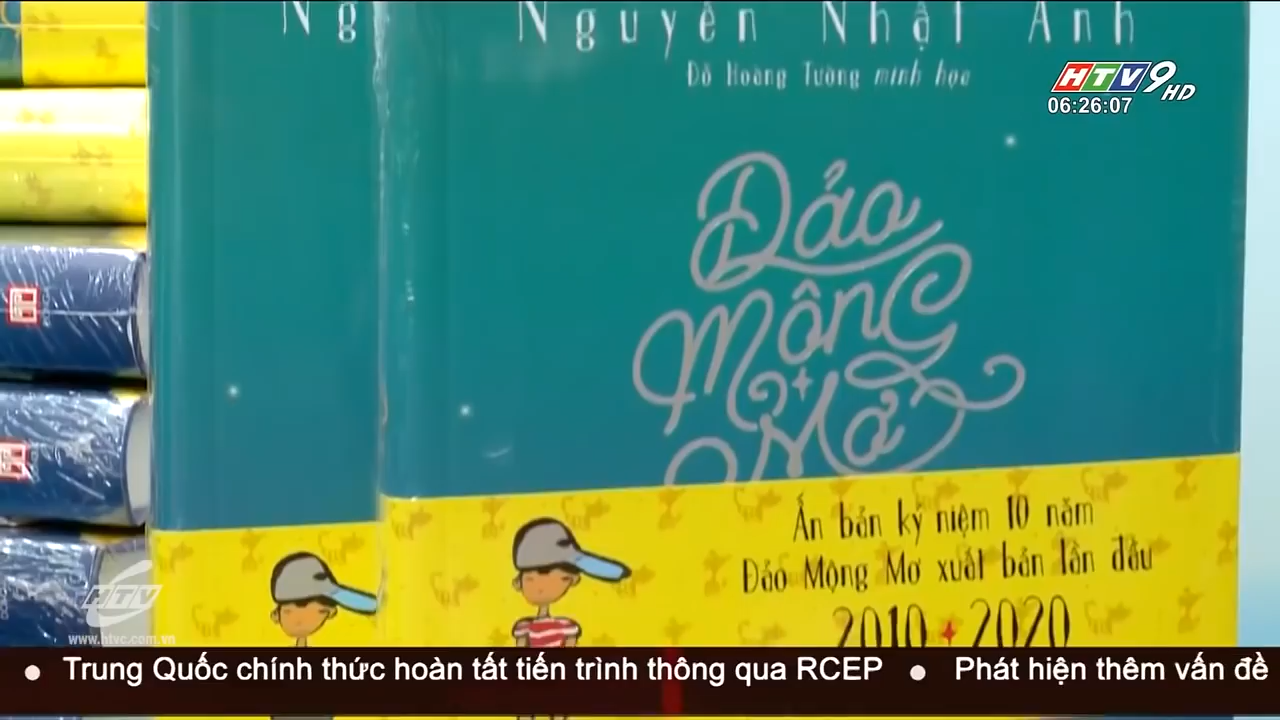 Ng
Nguyễn Nhật Ánh
Đỗ Hoàng Tường minh họa
HTV9 HD
06:26:07
Đảo
Mộng
Mơ
Ấn bản kỷ niệm 10 năm
Đảo Mộng Mơ xuất bản lần đầu
2010 2020
HTV
www.htvc.com.vn
• Trung Quốc chính thức hoàn tất tiến trình thông qua RCEP • Phát hiện thêm vấn đề